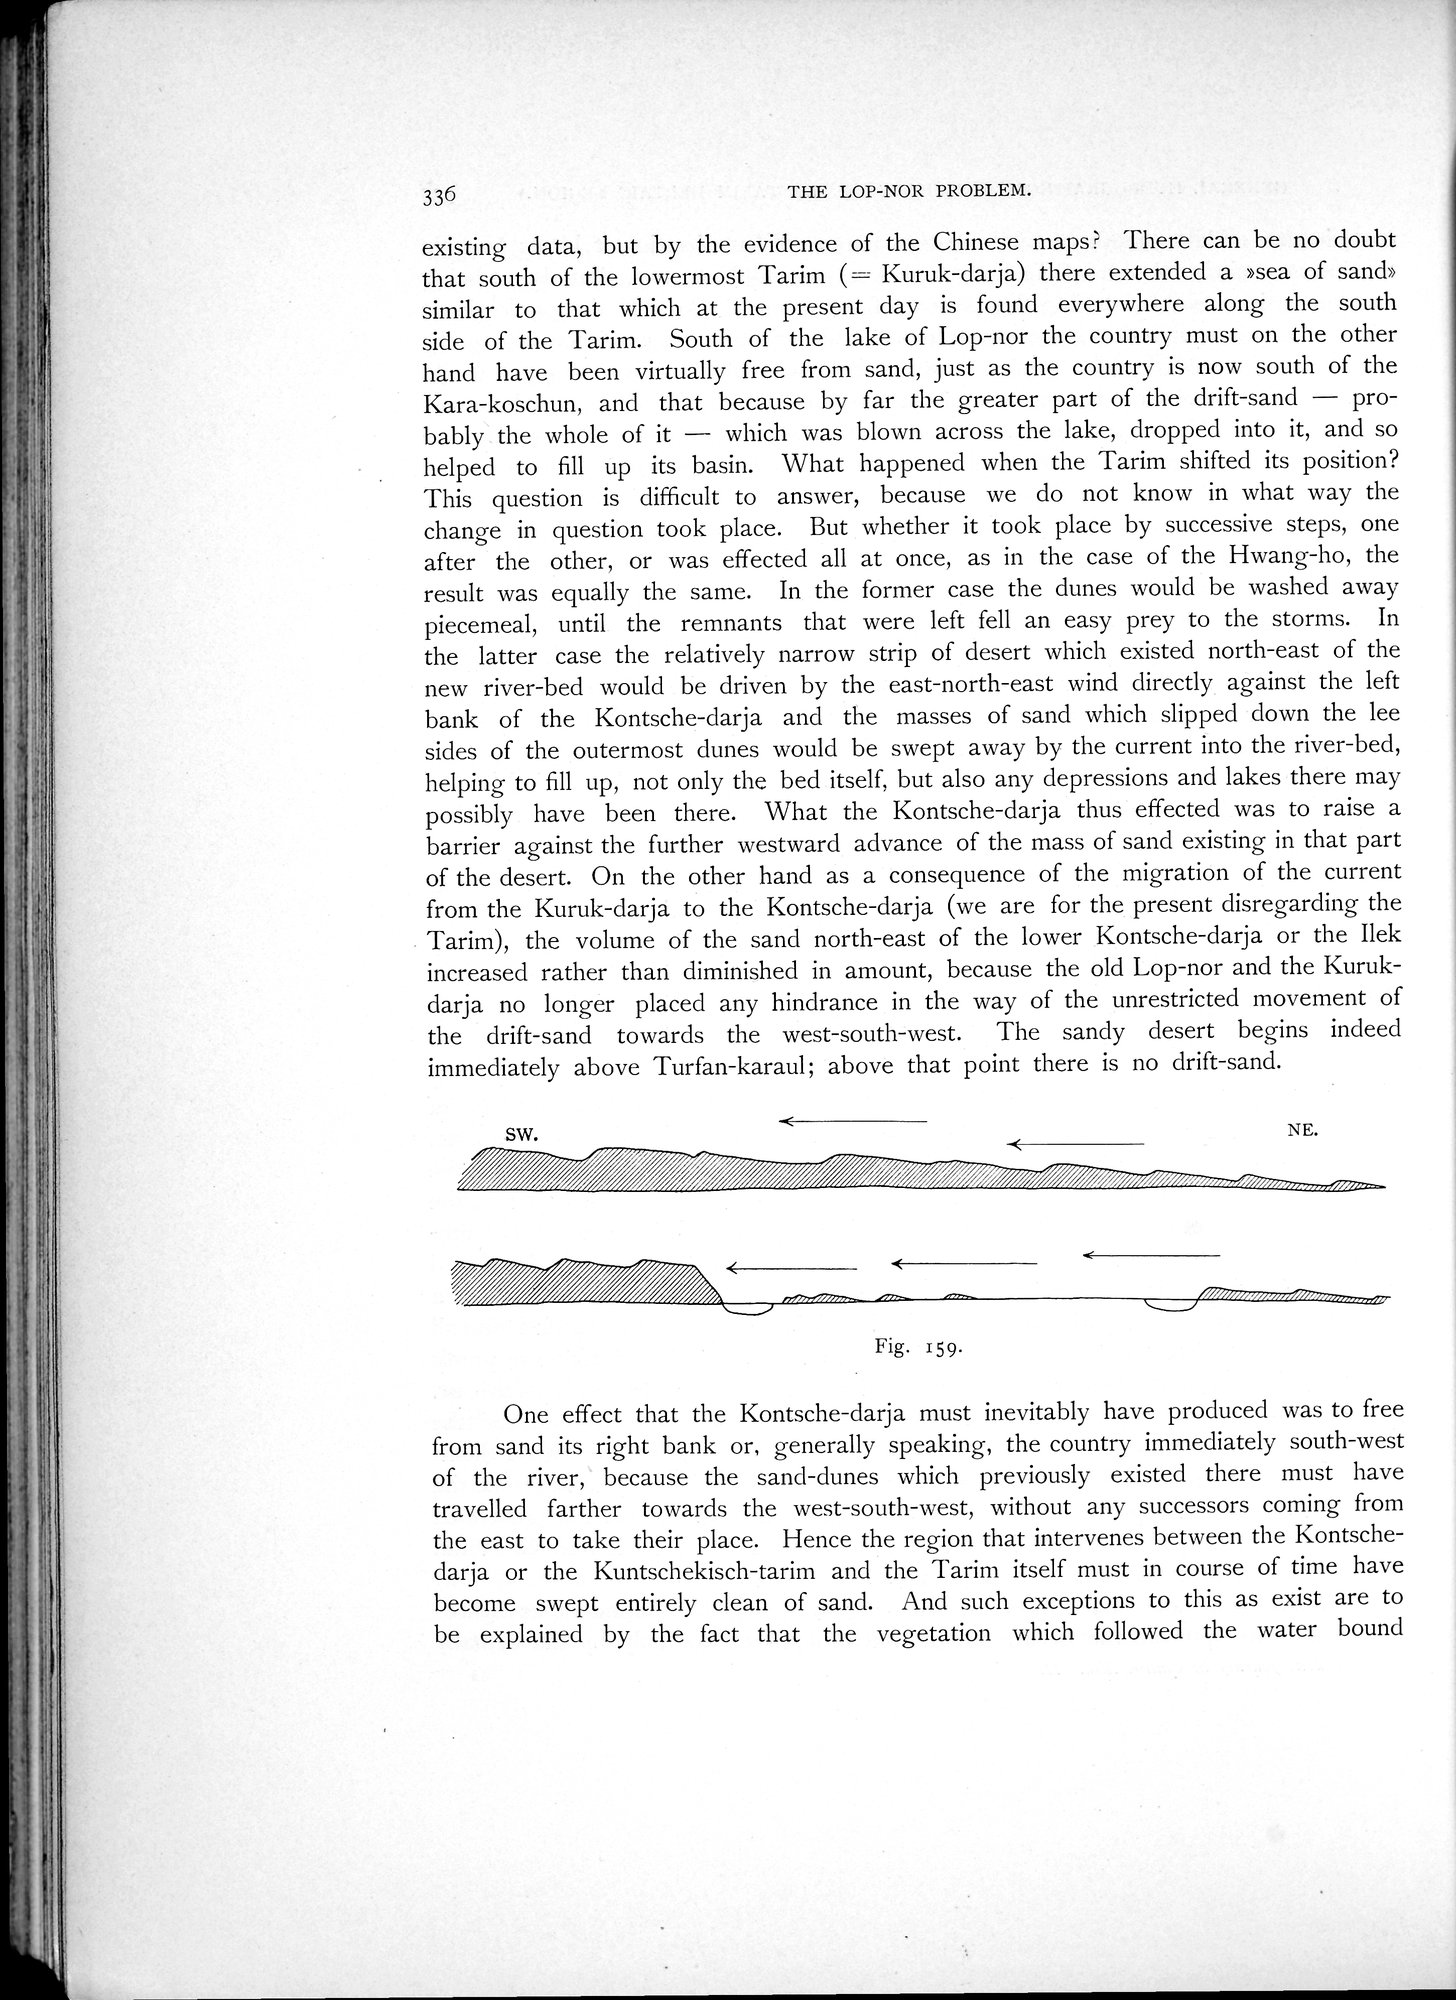 336
THE LOP-NOR PROBLEM.
existing data, but by the evidence of the Chinese maps? There can be no doubt
that south of the lowermost Tarim (= Kuruk-darja) there extended a »sea of sand»
similar to that which at the present day is found everywhere along the south
side of the Tarim. South of the lake of Lop-nor the country must on the other
hand have been virtually free from sand, just as the country is now south of the
Kara-koschun, and that because by far the greater part of the drift-sand — pro-
bably the whole of it — which was blown across the lake, dropped into it, and so
helped to fill up its basin. What happened when the Tarim shifted its position?
This question is difficult to answer, because we do not know in what way the
change in question took place. But whether it took place by successive steps, one
after the other, or was effected all at once, as in the case of the Hwang-ho, the
result was equally the same. In the former case the dunes would be washed away
piecemeal, until the remnants that were left fell an easy prey to the storms. In
the latter case the relatively narrow strip of desert which existed north-east of the
new river-bed would be driven by the east-north-east wind directly against the left
bank of the Kontsche-darja and the masses of sand which slipped down the lee
sides of the outermost dunes would be swept away by the current into the river-bed,
helping to fill up, not only the bed itself, but also any depressions and lakes there may
possibly have been there. What the Kontsche-darja thus effected was to raise a
barrier against the further westward advance of the mass of sand existing in that part
of the desert. On the other hand as a consequence of the migration of the current
from the Kuruk-darja to the Kontsche-darja (we are for the present disregarding the
Tarim), the volume of the sand north-east of the lower Kontsche-darja or the Ilek
increased rather than diminished in amount, because the old Lop-nor and the Kuruk-
darja no longer placed any hindrance in the way of the unrestricted movement of
the drift-sand towards the west-south-west. The sandy desert begins indeed
immediately above Turfan-karaul; above that point there is no drift-sand.
SW.
NE.
Fig. 159.
One effect that the Kontsche-darja must inevitably have produced was to free
from sand its right bank or, generally speaking, the country immediately south-west
of the river, because the sand-dunes which previously existed there must have
travelled farther towards the west-south-west, without any successors coming from
the east to take their place. Hence the region that intervenes between the Kontsche-
darja or the Kuntschekisch-tarim and the Tarim itself must in course of time have
become swept entirely clean of sand. And such exceptions to this as exist are to
be explained by the fact that the vegetation which followed the water bound